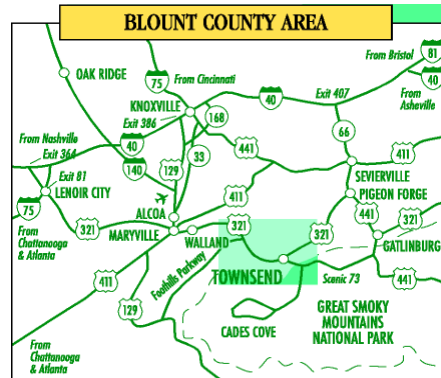 BLOUNT COUNTY AREA
From Bristol
81
40
From
Asheville
OAK RIDGE
75
From Cincinnati
KNOXVILLE
Exit 386
168
40
Exit 407
66
From Nashville
Exit 364
40
140
129
33
441
411
SEVIERVILLE
PIGEON FORGE
Exit 81
LENOIR CITY
75
From
Chattanooga
& Atlanta
321
ALCOA
MARYVILLE
411
WALLAND
321
321
441
321
GATLINBURG
TOWNSEND
Foothills Parkway
Scenic 73
441
411
129
CADES COVE
GREAT SMOKY
MOUNTAINS
NATIONAL PARK
From
Chattanooga
& Atlanta